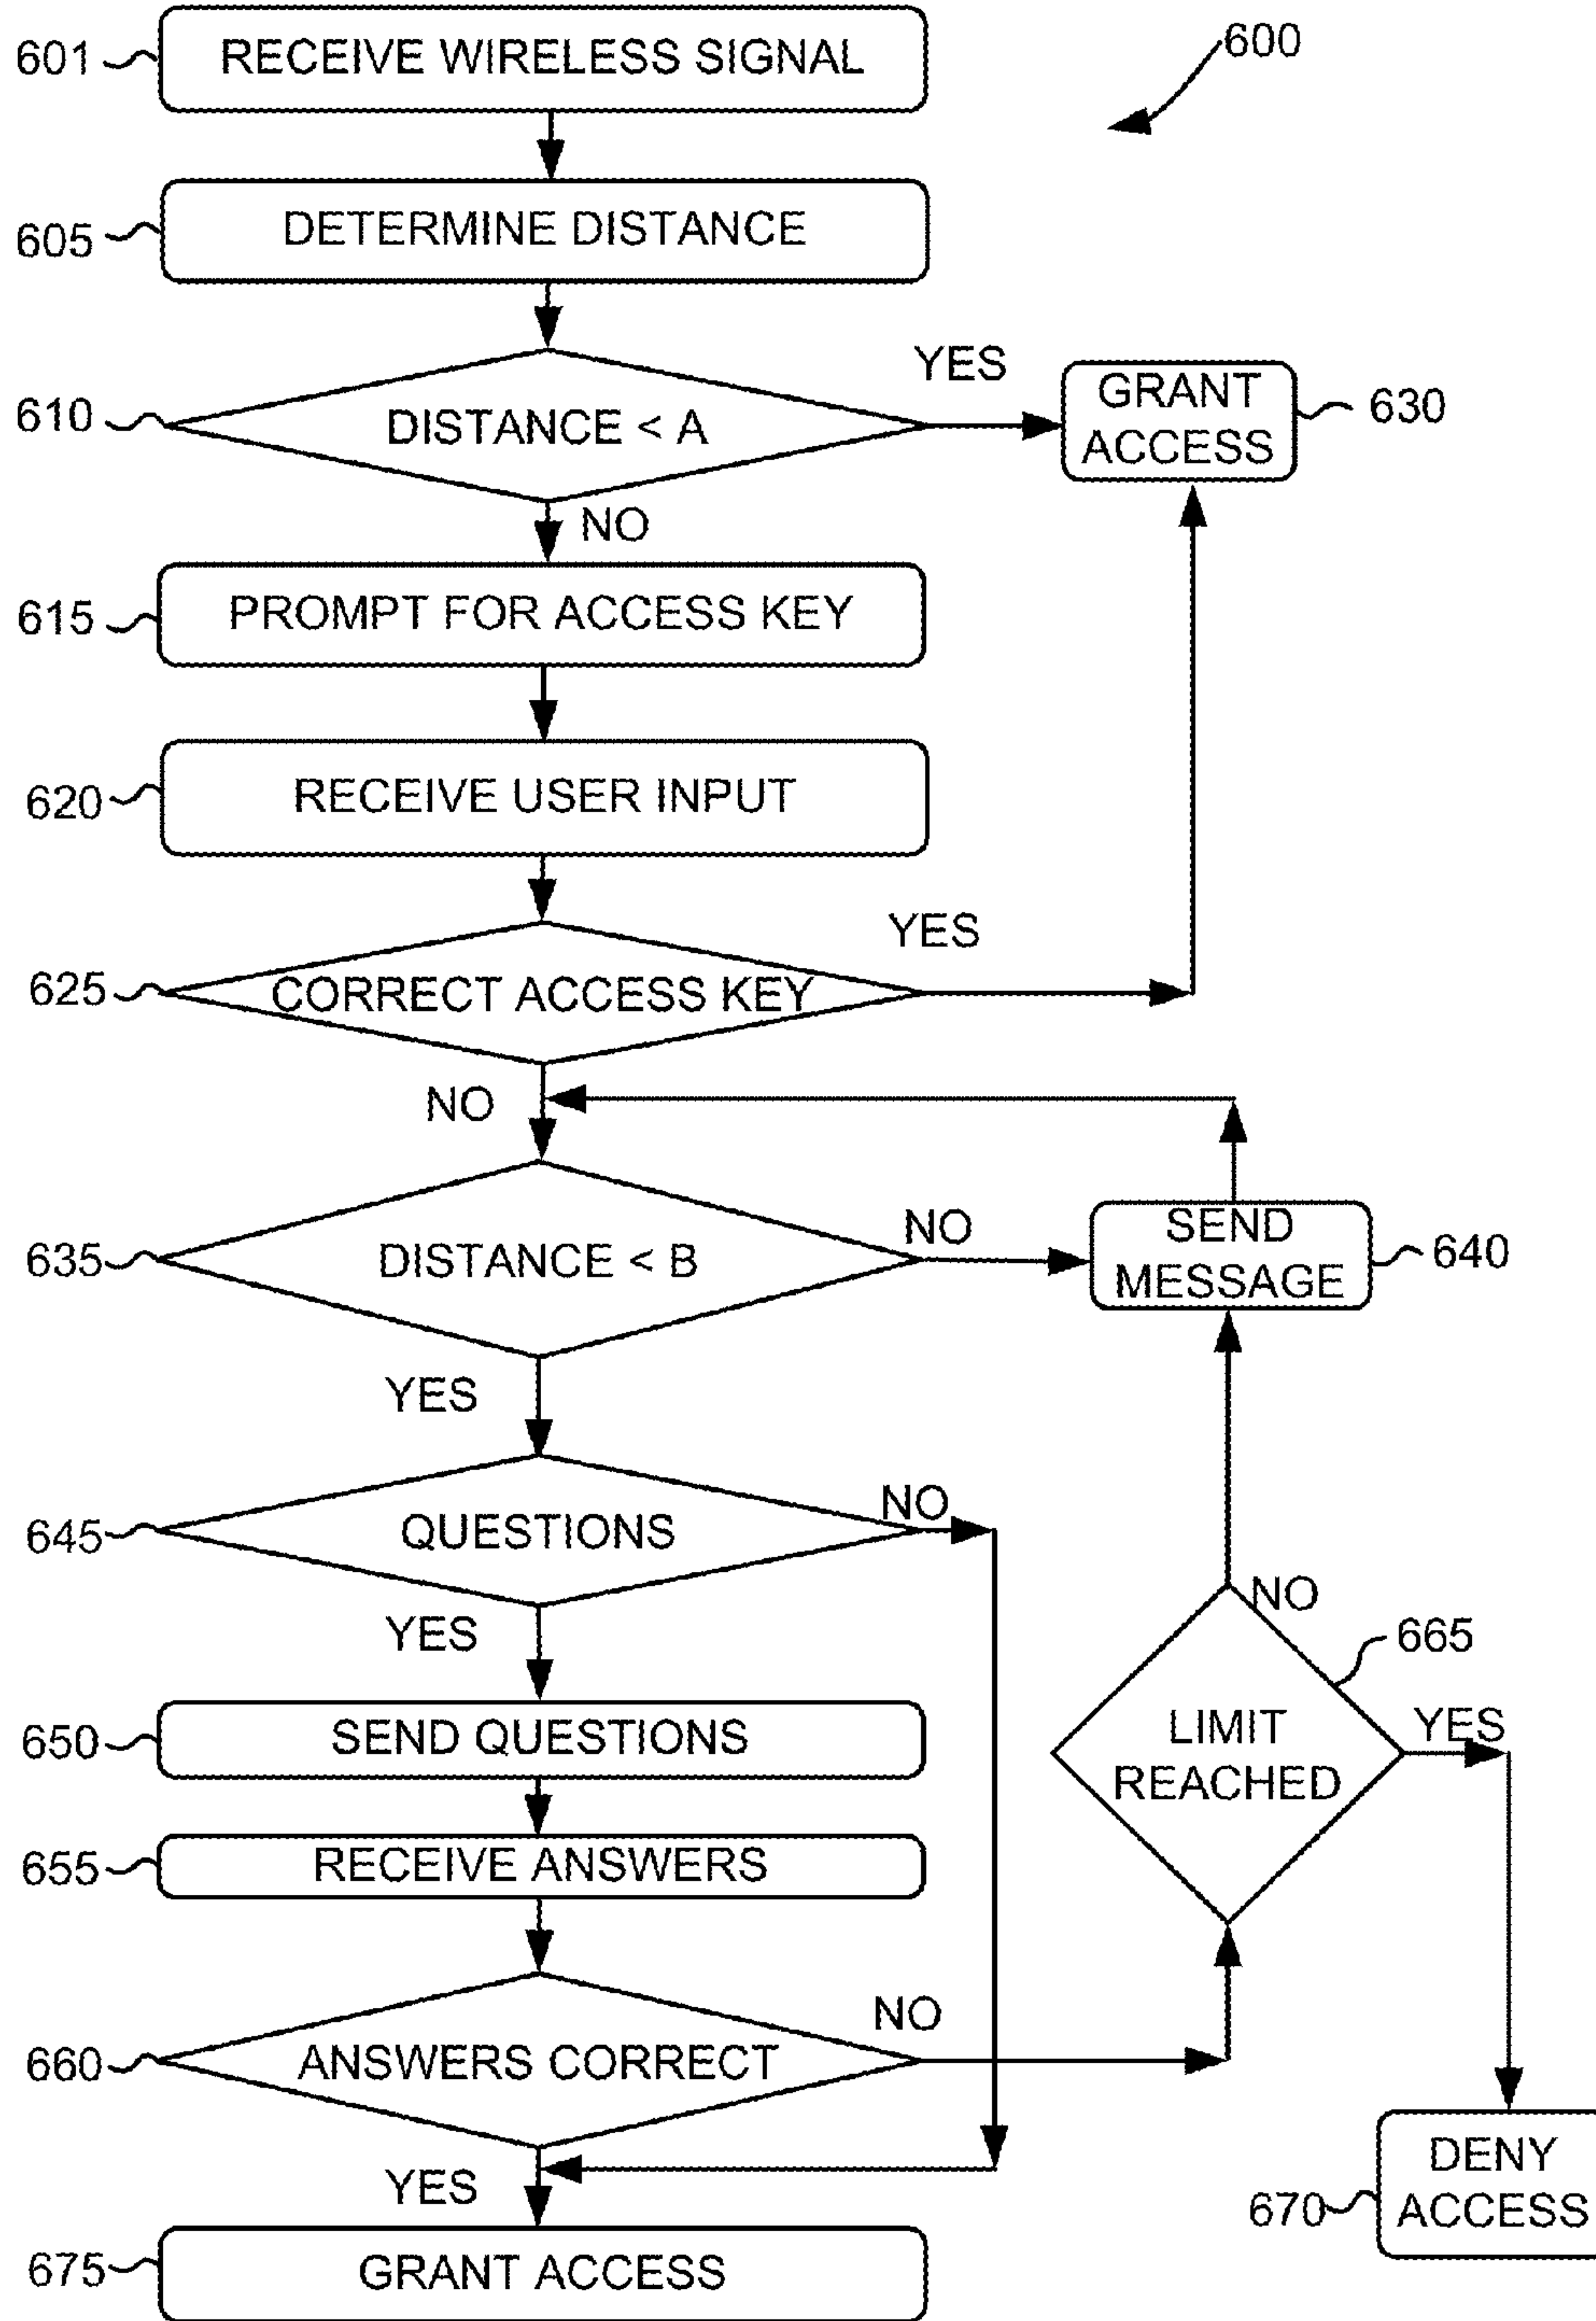 601
RECEIVE WIRELESS SIGNAL
600
605
DETERMINE DISTANCE
610
DISTANCE < A
YES
GRANT
ACCESS
630
NO
615
PROMPT FOR ACCESS KEY
620
RECEIVE USER INPUT
625
CORRECT ACCESS KEY
YES
NO
635
DISTANCE < B
NO
SEND
MESSAGE
640
YES
645
QUESTIONS
NO
YES
650
SEND QUESTIONS
655
RECEIVE ANSWERS
NO
665
LIMIT
REACHED
YES
660
ANSWERS CORRECT
NO
YES
670
DENY
ACCESS
675
GRANT ACCESS